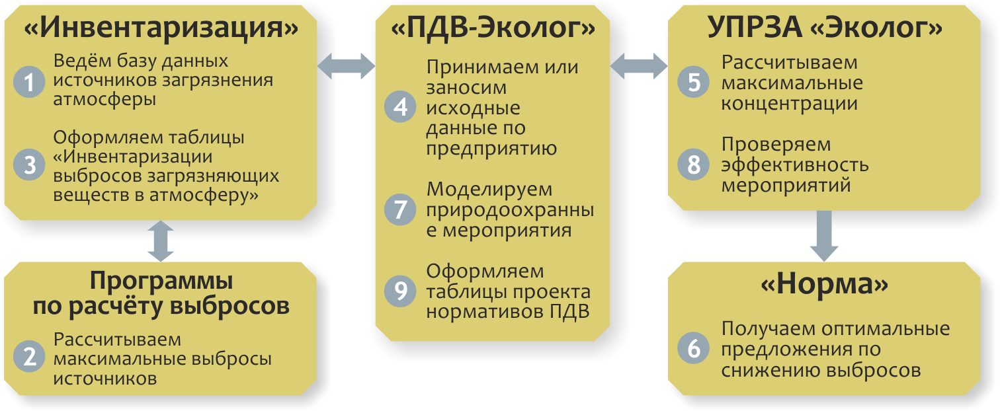 «Инвентаризация»
1
Ведём базу данных
источников загрязнения
атмосферы
3
Оформляем таблицы
«Инвентаризации
выбросов загрязняющих
веществ в атмосферу»
Программы
по расчёту выбросов
2
Рассчитываем
максимальные выбросы
источников
«ПДВ-Эколог»
4
Принимаем или
заносим
исходные
данные по
предприятию
7
Моделируем
природоохранны
е мероприятия
9
Оформляем
таблицы проекта
нормативов ПДВ
УПРЗА «Эколог»
5
Рассчитываем
максимальные
концентрации
8
Проверяем
эффективность
мероприятий
«Норма»
6
Получаем оптимальные
предложения по
снижению выбросов